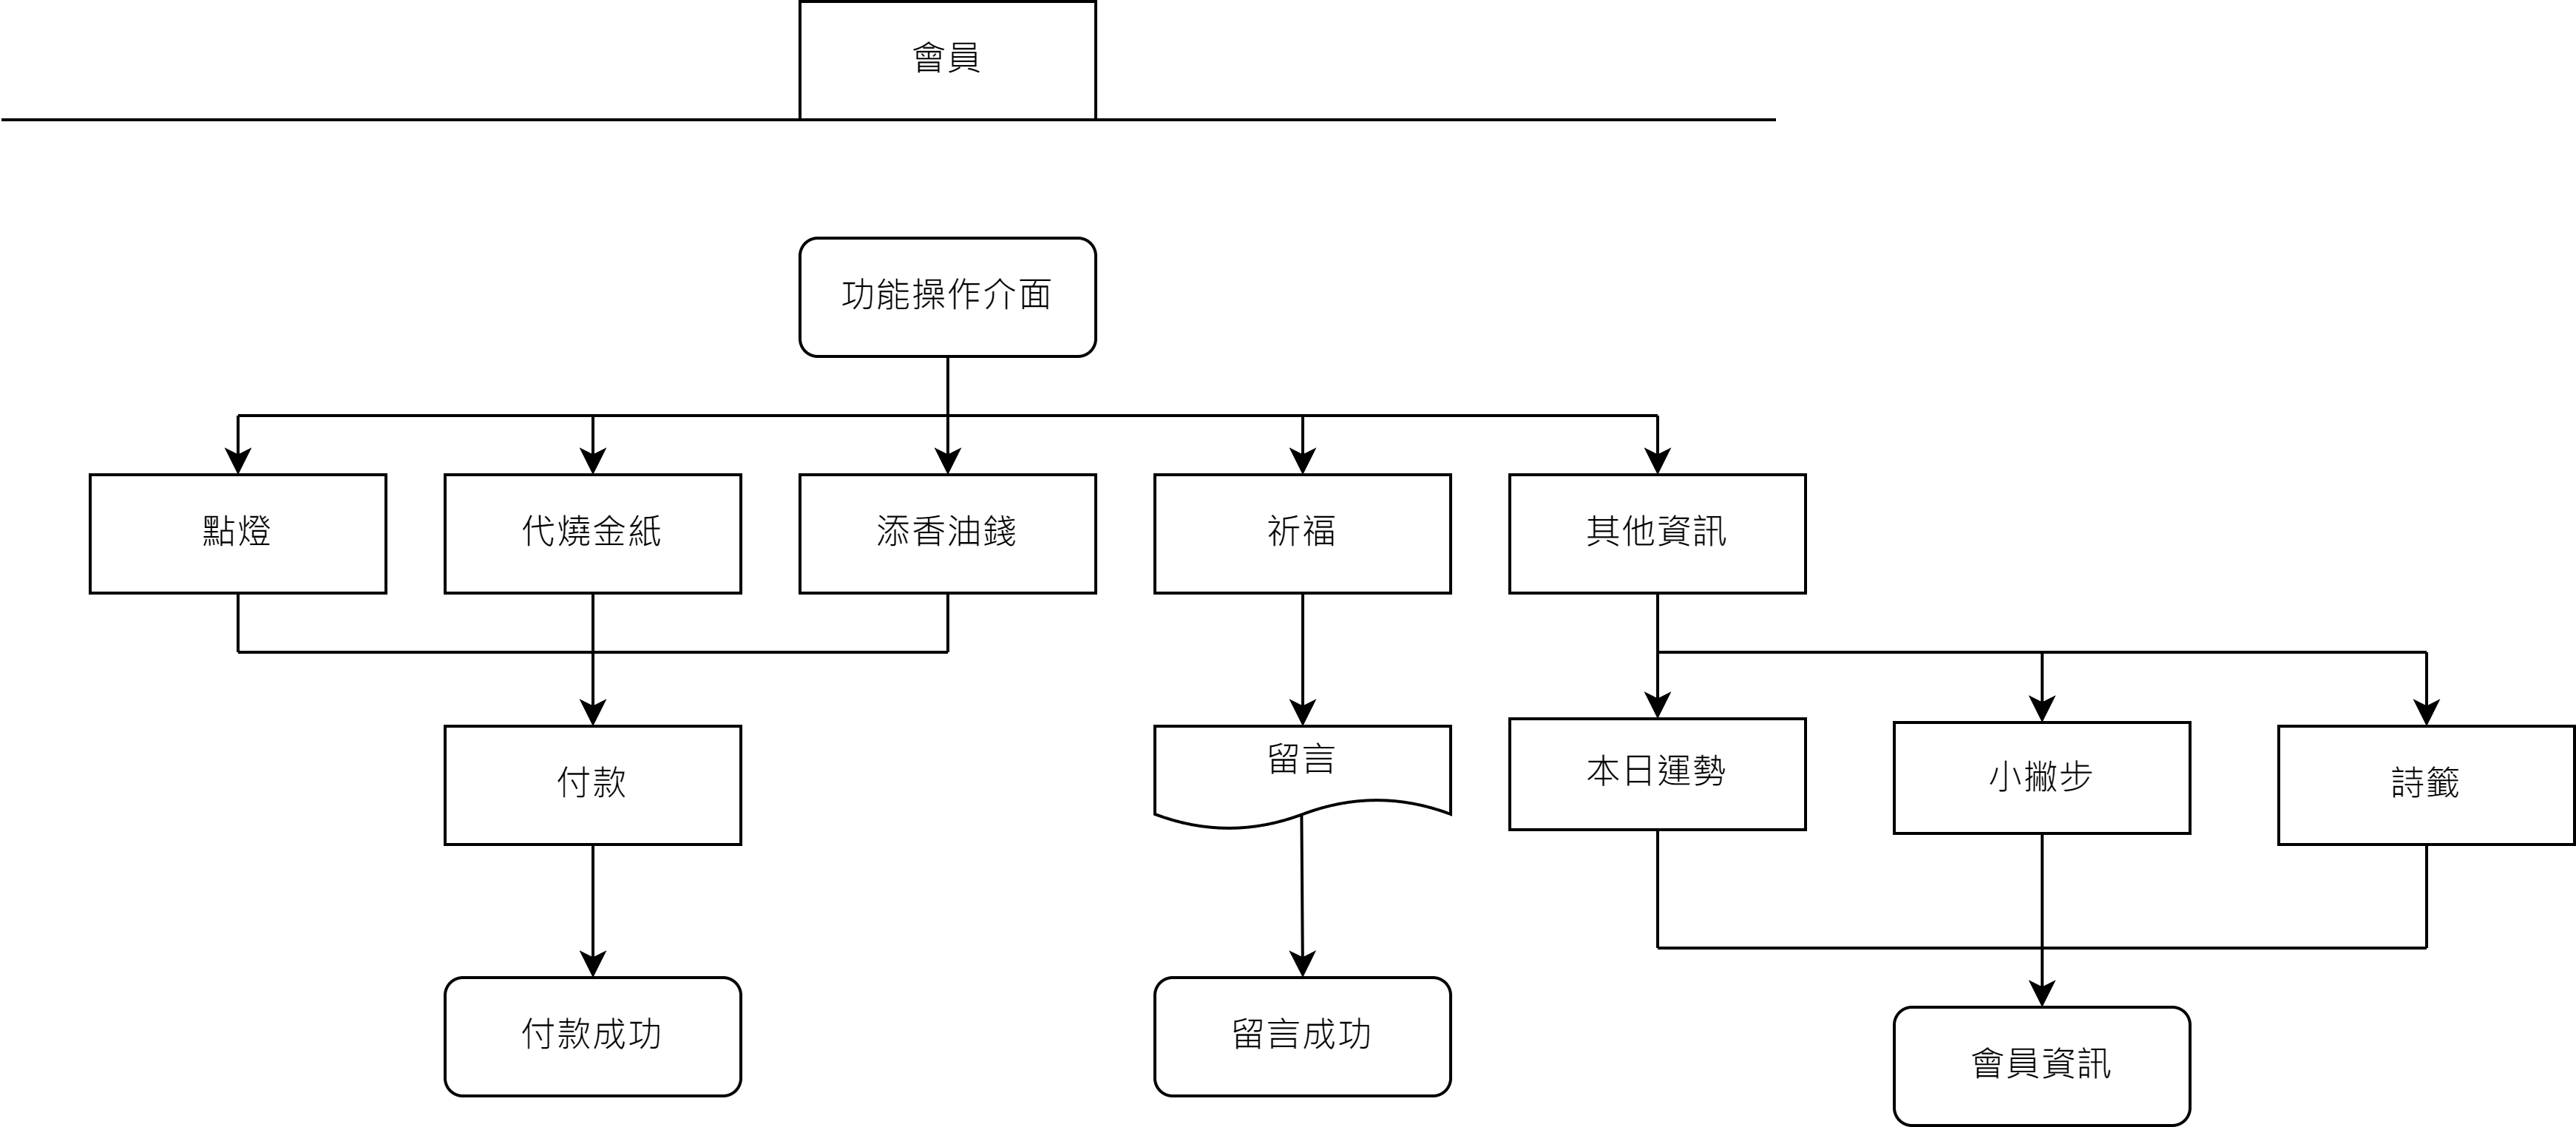 會員
功能操作介面
點燈
代燒金紙
添香油錢
祈福
其他資訊
付款
留言
本日運勢
小撇步
詩籤
付款成功
留言成功
會員資訊